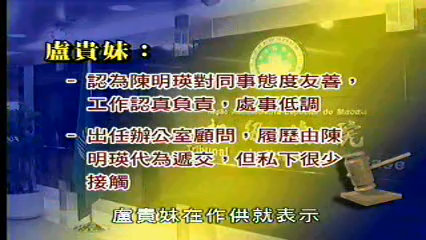 盧貴妹：
- 認為陳明瑛對同事態度友善，
工作認真負責，處事低調
- 出任辦公室顧問，履歷由陳
明瑛代為遞交，但私下很少
接觸
盧貴妹在作供就表示